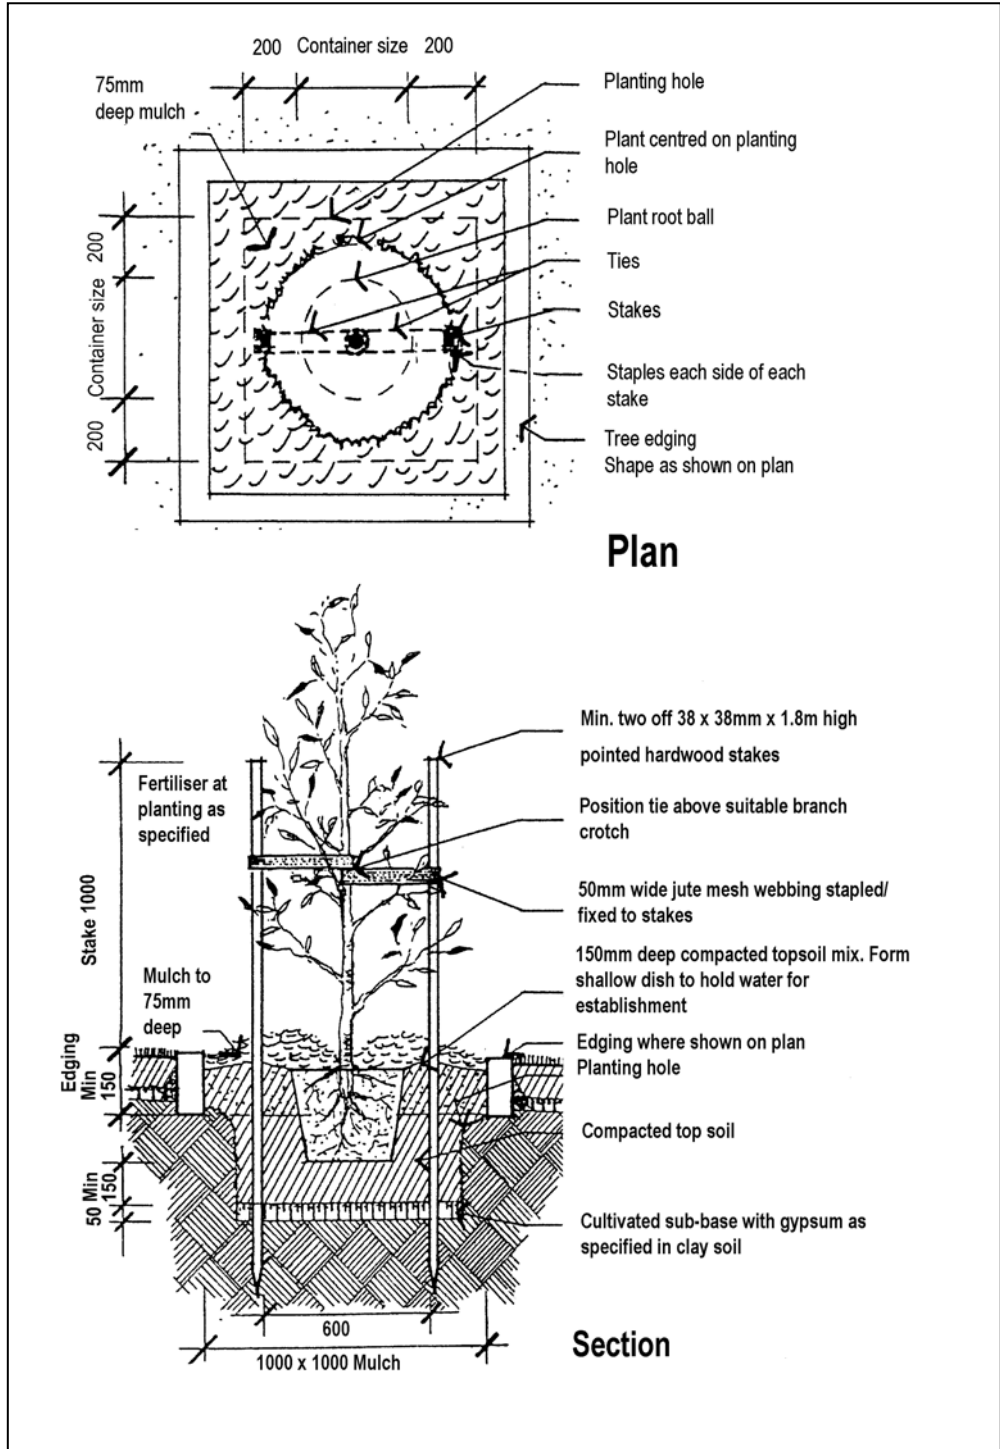 200 Container size 200
75mm
deep mulch
Planting hole
Plant centred on planting
hole
Plant root ball
Ties
Stakes
Staples each side of each
stake
Tree edging
Shape as shown on plan
200
Container size
200
Plan
Min. two off 38 x 38mm x 1.8m high
pointed hardwood stakes
Fertiliser at
planting as
specified
Position tie above suitable branch
crotch
50mm wide jute mesh webbing stapled/
fixed to stakes
Stake 1000
150mm deep compacted topsoil mix. Form
shallow dish to hold water for
establishment
Mulch to
75mm
deep
Edging where shown on plan
Planting hole
Edging
Min
150
Compacted top soil
50 Min
150
Cultivated sub-base with gypsum as
specified in clay soil
600
1000 x 1000 Mulch
Section